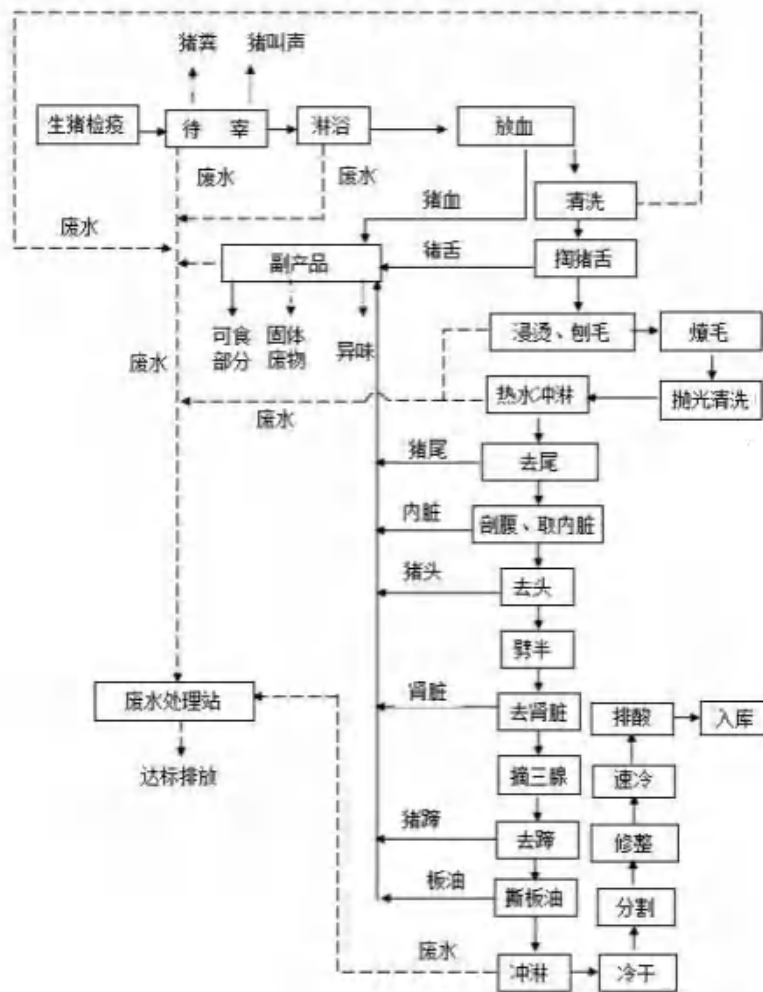 猪粪
猪叫声
生猪检疫
待 宰
淋浴
放血
废水
废水
猪血
清洗
废水
副产品
猪舌
掏猪舌
可食
部分
固体
废物
异味
浸烫、刨毛
燎毛
废水
热水冲淋
抛光清洗
废水
猪尾
去尾
内脏
剖腹、取内脏
猪头
去头
劈半
废水处理站
肾脏
去肾脏
排酸
入库
达标排放
摘三腺
速冷
猪蹄
去蹄
修整
板油
撕板油
分割
废水
冲淋
冷干